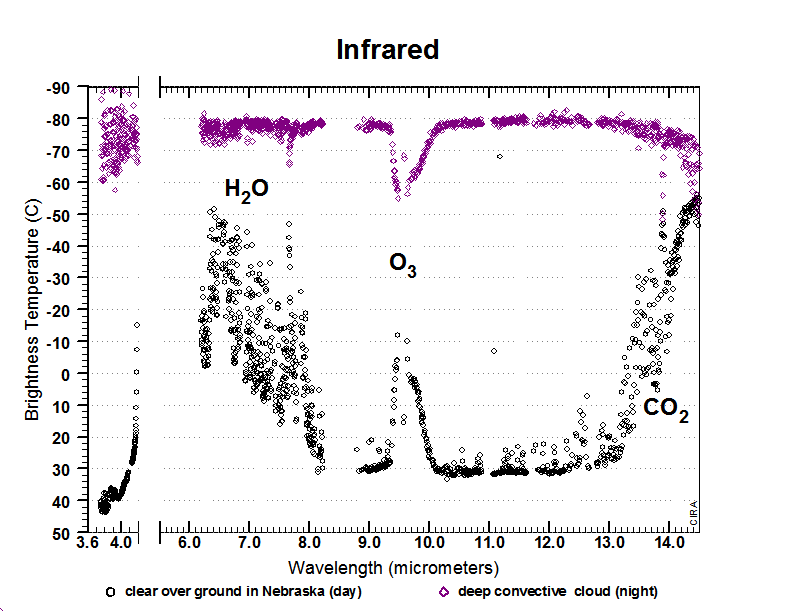 Infrared
-90
-80
-70
-60
-50
-40
-30
-20
-10
0
10
20
30
40
50
Brightness Temperature (C)
H2O
O3
CO2
CIRA
3.6 4.0 6.0 7.0 8.0 9.0 10.0 11.0 12.0 13.0 14.0
Wavelength (micrometers)
clear over ground in Nebraska (day) deep convective cloud (night)